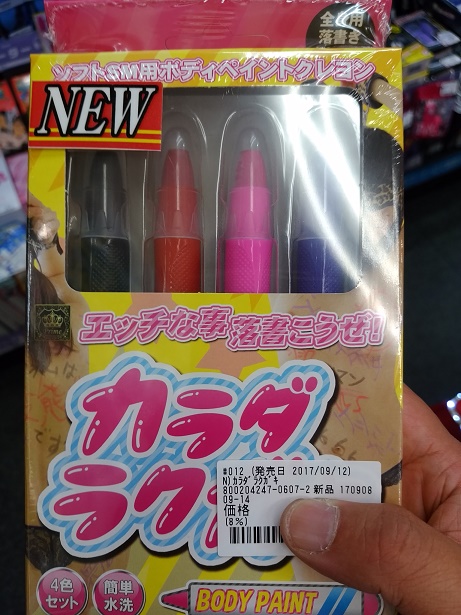 全 用
落書き
ソフトSM用ボディペイントクレヨン
NEW
エッチな事 落書こうぜ!
Prime
カラダ
ラクガ
#012 (発売日 2017/09/12)
N)カラダラクガキ
800204247-0607-2 新品 170908
09-14
価格
(8%)
4色
セット
簡単
水洗
BODY PAINT